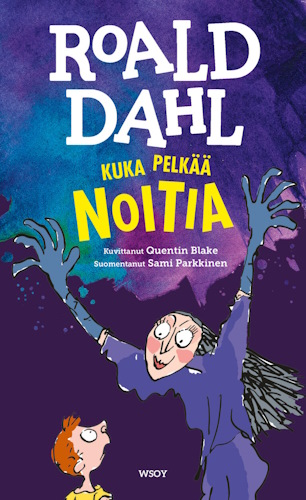 ROALD
DAHL
KUKA PELKÄÄ
NOITIA
Kuvittanut Quentin Blake
Suomentanut Sami Parkkinen
WSOY